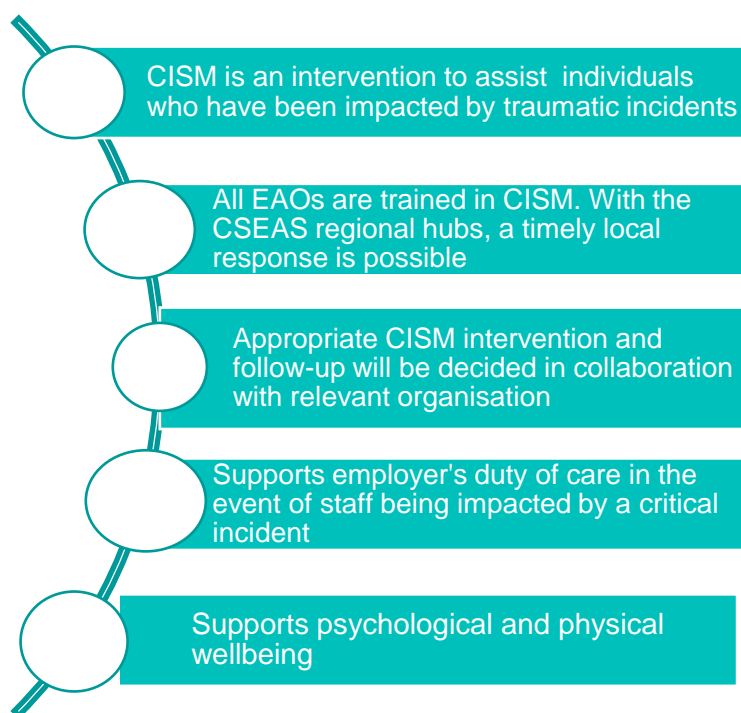 CISM is an intervention to assist individuals
who have been impacted by traumatic incidents
All EAOs are trained in CISM. With the
CSEAS regional hubs, a timely local
response is possible
Appropriate CISM intervention and
follow-up will be decided in collaboration
with relevant organisation
Supports employer's duty of care in the
event of staff being impacted by a critical
incident
Supports psychological and physical
wellbeing